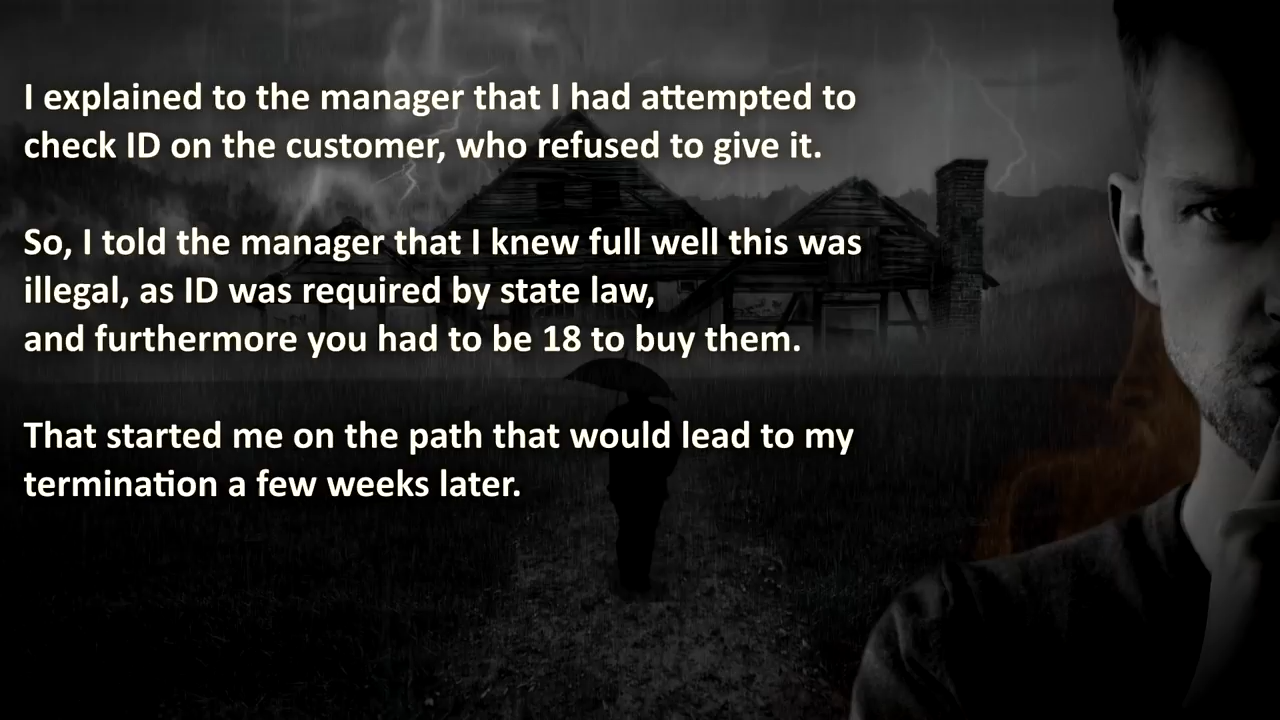 I explained to the manager that I had attempted to
check ID on the customer, who refused to give it.
So, I told the manager that I knew full well this was
illegal, as ID was required by state law,
and furthermore you had to be 18 to buy them.
That started me on the path that would lead to my
termination a few weeks later.